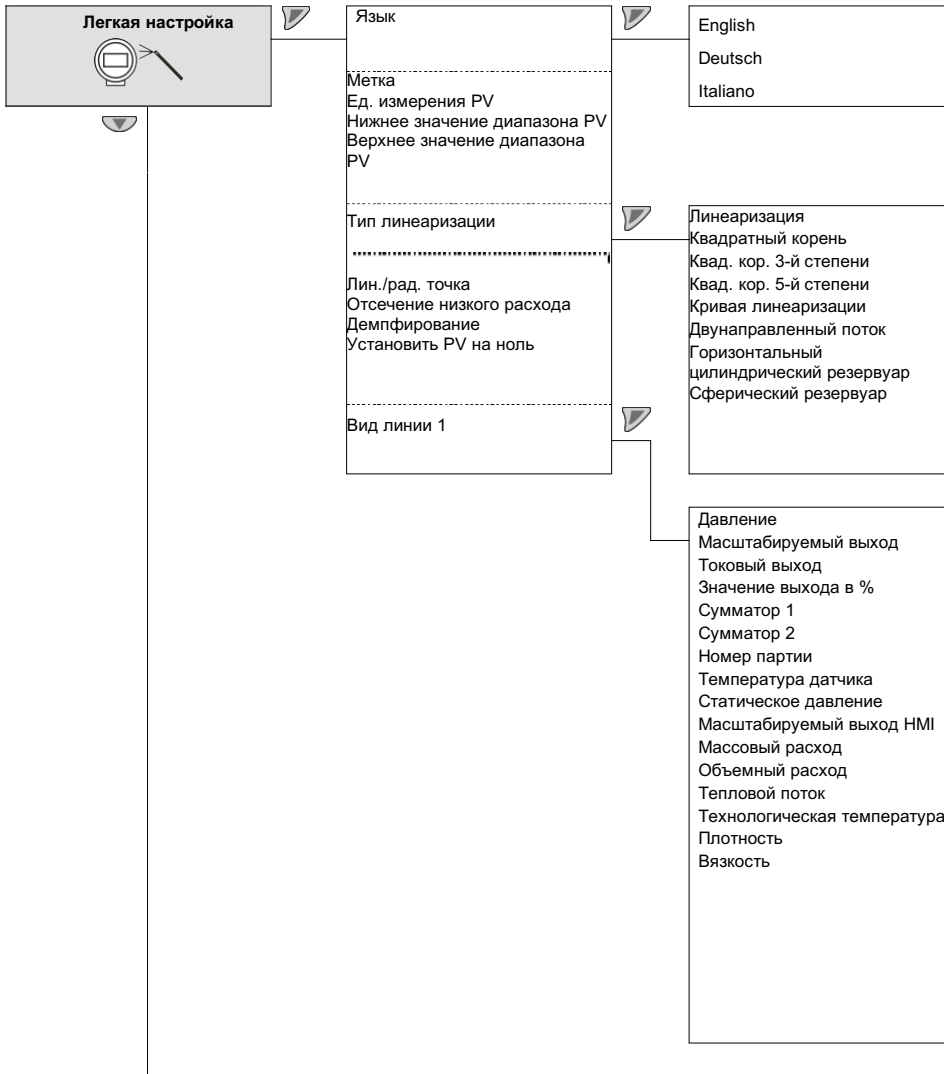 Легкая настройка
Язык
English
Deutsch
Italiano
Метка
Ед. измерения PV
Нижнее значение диапазона PV
Верхнее значение диапазона
PV
Тип линеаризации
Линеаризация
Квадратный корень
Квад. кор. 3-й степени
Квад. кор. 5-й степени
Кривая линеаризации
Двунаправленный поток
Горизонтальный
цилиндрический резервуар
Сферический резервуар
Лин./рад. точка
Отсечение низкого расхода
Демпфирование
Установить PV на ноль
Вид линии 1
Давление
Масштабируемый выход
Токовый выход
Значение выхода в %
Сумматор 1
Сумматор 2
Номер партии
Температура датчика
Статическое давление
Масштабируемый выход HMI
Массовый расход
Объемный расход
Тепловой поток
Технологическая температура
Плотность
Вязкость